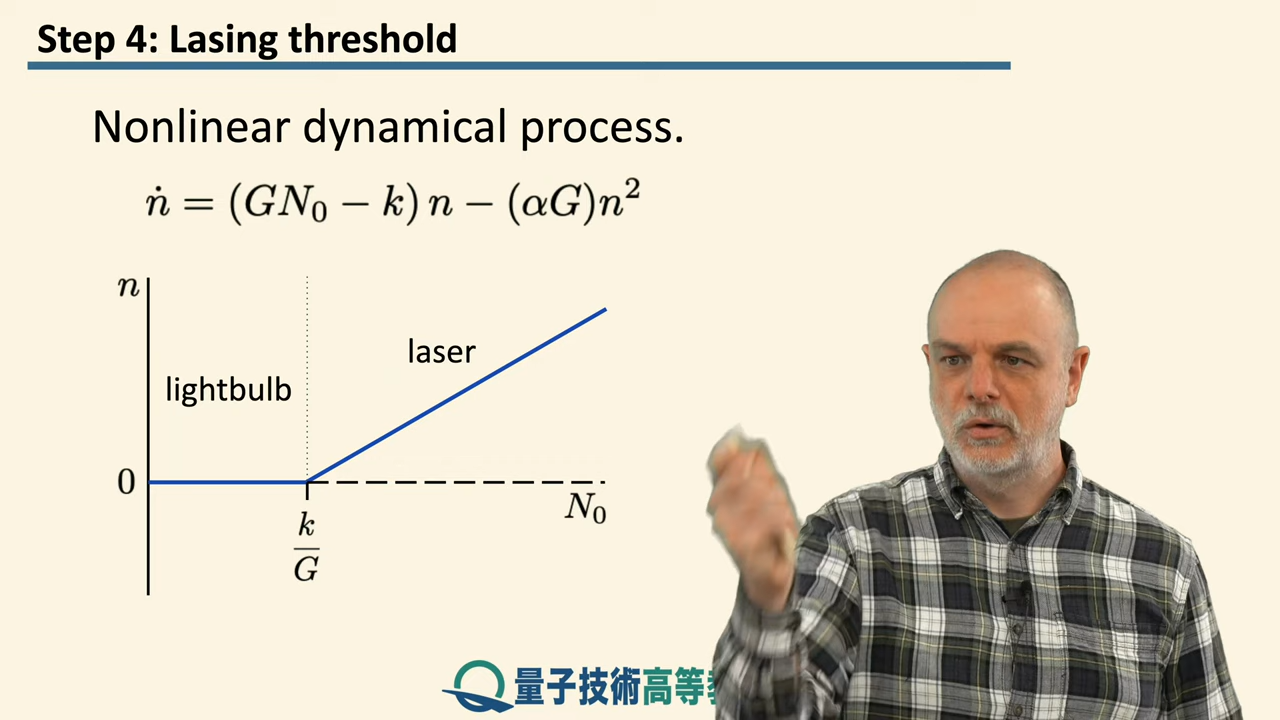 Step 4: Lasing threshold
Nonlinear dynamical process.
ṅ = (GN₀ − k) n − (αG)n²
n
laser
lightbulb
0
N₀
k
G
量子技術高等